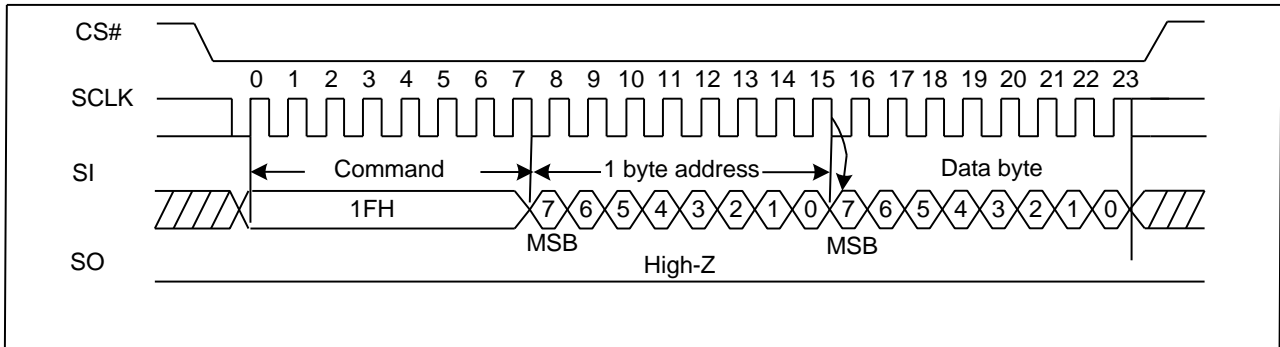 CS#
0 1 2 3 4 5 6 7 8 9 10 11 12 13 14 15 16 17 18 19 20 21 22 23
SCLK
SI Command 1 byte address Data byte
1FH 7 6 5 4 3 2 1 0 7 6 5 4 3 2 1 0
MSB MSB
SO High-Z